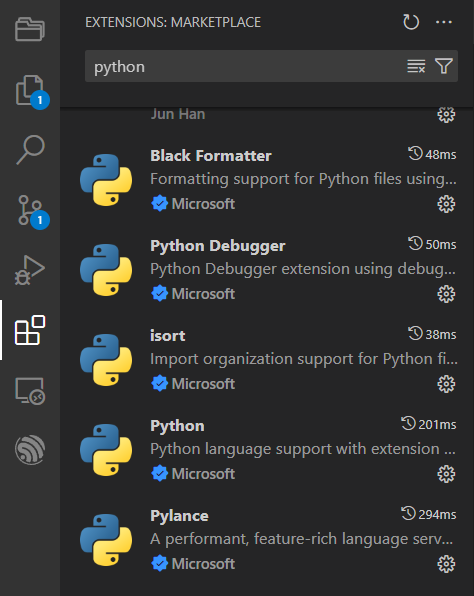 EXTENSIONS: MARKETPLACE
python
1
1
Jun Han
Black Formatter 48ms
Formatting support for Python files using...
Microsoft
Python Debugger 50ms
Python Debugger extension using debug...
Microsoft
isort 38ms
Import organization support for Python fi...
Microsoft
Python 201ms
Python language support with extension ...
Microsoft
Pylance 294ms
A performant, feature-rich language serv...
Microsoft